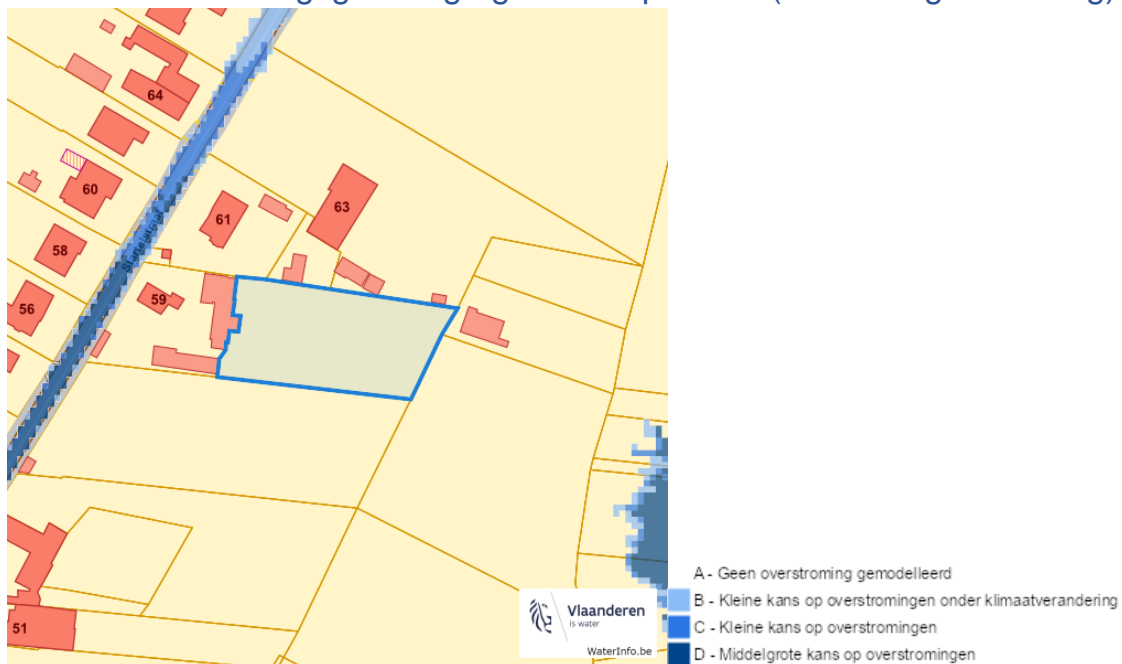 64
60
63
61
58
Statiestraat
59
56
51
Vlaanderen
is water
WaterInfo.be
A - Geen overstroming gemodelleerd
B - Kleine kans op overstromingen onder klimaatverandering
C - Kleine kans op overstromingen
D - Middelgrote kans op overstromingen